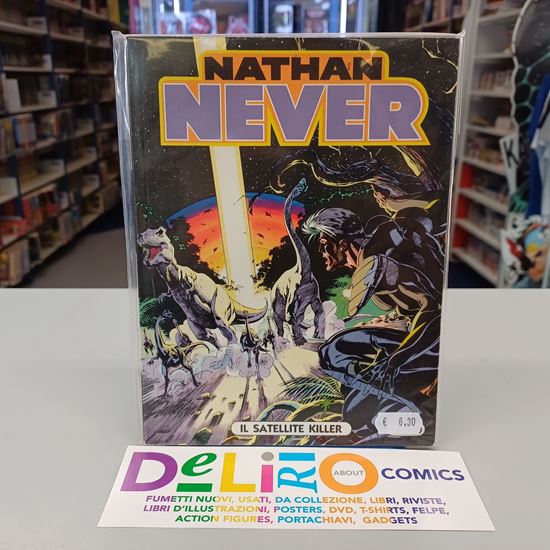 NATHAN
NEVER
IL SATELLITE KILLER
€ 6,30
DeLiRiO ABOUT COMICS
FUMETTI NUOVI, USATI, DA COLLEZIONE, LIBRI, RIVISTE,
LIBRI D'ILLUSTRAZIONI, POSTERS, DVD, T-SHIRTS, FELPE,
ACTION FIGURES, PORTACHIAVI, GADGETS